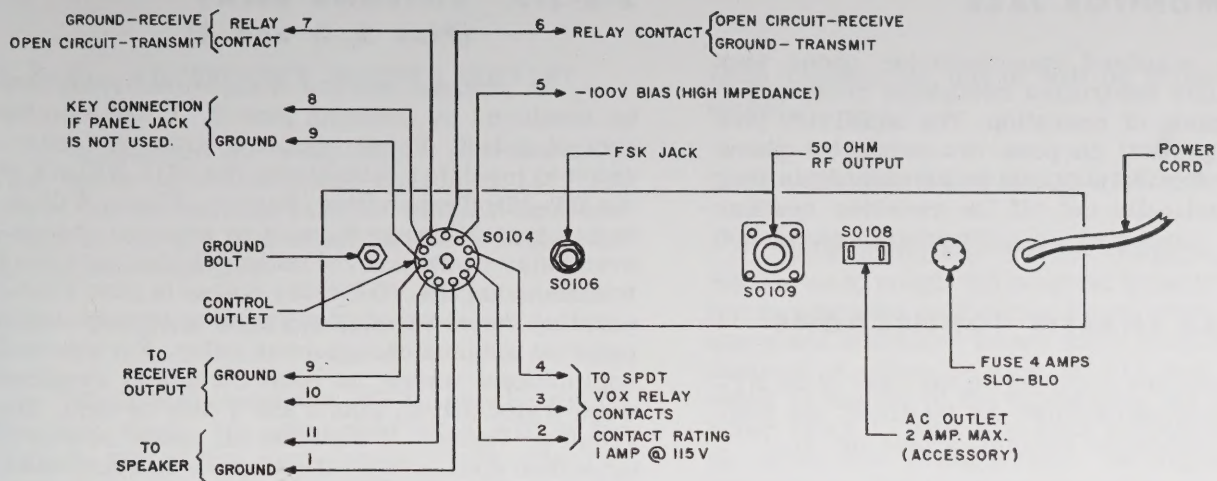 GROUND-RECEIVE
OPEN CIRCUIT-TRANSMIT
RELAY
CONTACT
7
6
RELAY CONTACT
OPEN CIRCUIT-RECEIVE
GROUND- TRANSMIT
5
-100V BIAS (HIGH IMPEDANCE)
KEY CONNECTION
IF PANEL JACK
IS NOT USED.
8
GROUND
9
FSK JACK
50 OHM
RF OUTPUT
POWER
CORD
GROUND
BOLT
SO104
SO106
SO109
SO108
CONTROL
OUTLET
TO
RECEIVER
OUTPUT
GROUND
9
10
4
3
2
TO SPDT
VOX RELAY
CONTACTS
CONTACT RATING
1 AMP @ 115V
FUSE 4 AMPS
SLO-BLO
AC OUTLET
2 AMP. MAX.
(ACCESSORY)
TO
SPEAKER
11
GROUND
1